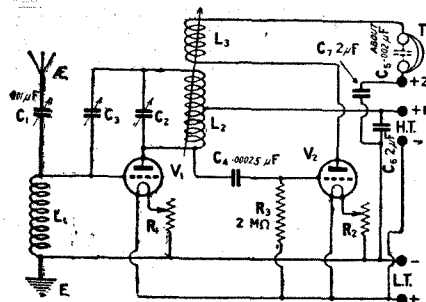 Æ
.01μF
C₁
C₃
C₂
L₃
L₂
L₁
E
V₁
R₁
C₄ .00025 μF
V₂
R₃
2 MΩ
R₂
C₇ 2μF
ABOUT
C₅ .002 μF
T
+2
+1
H.T.
-
C₆ 2μF
-
L.T.
+